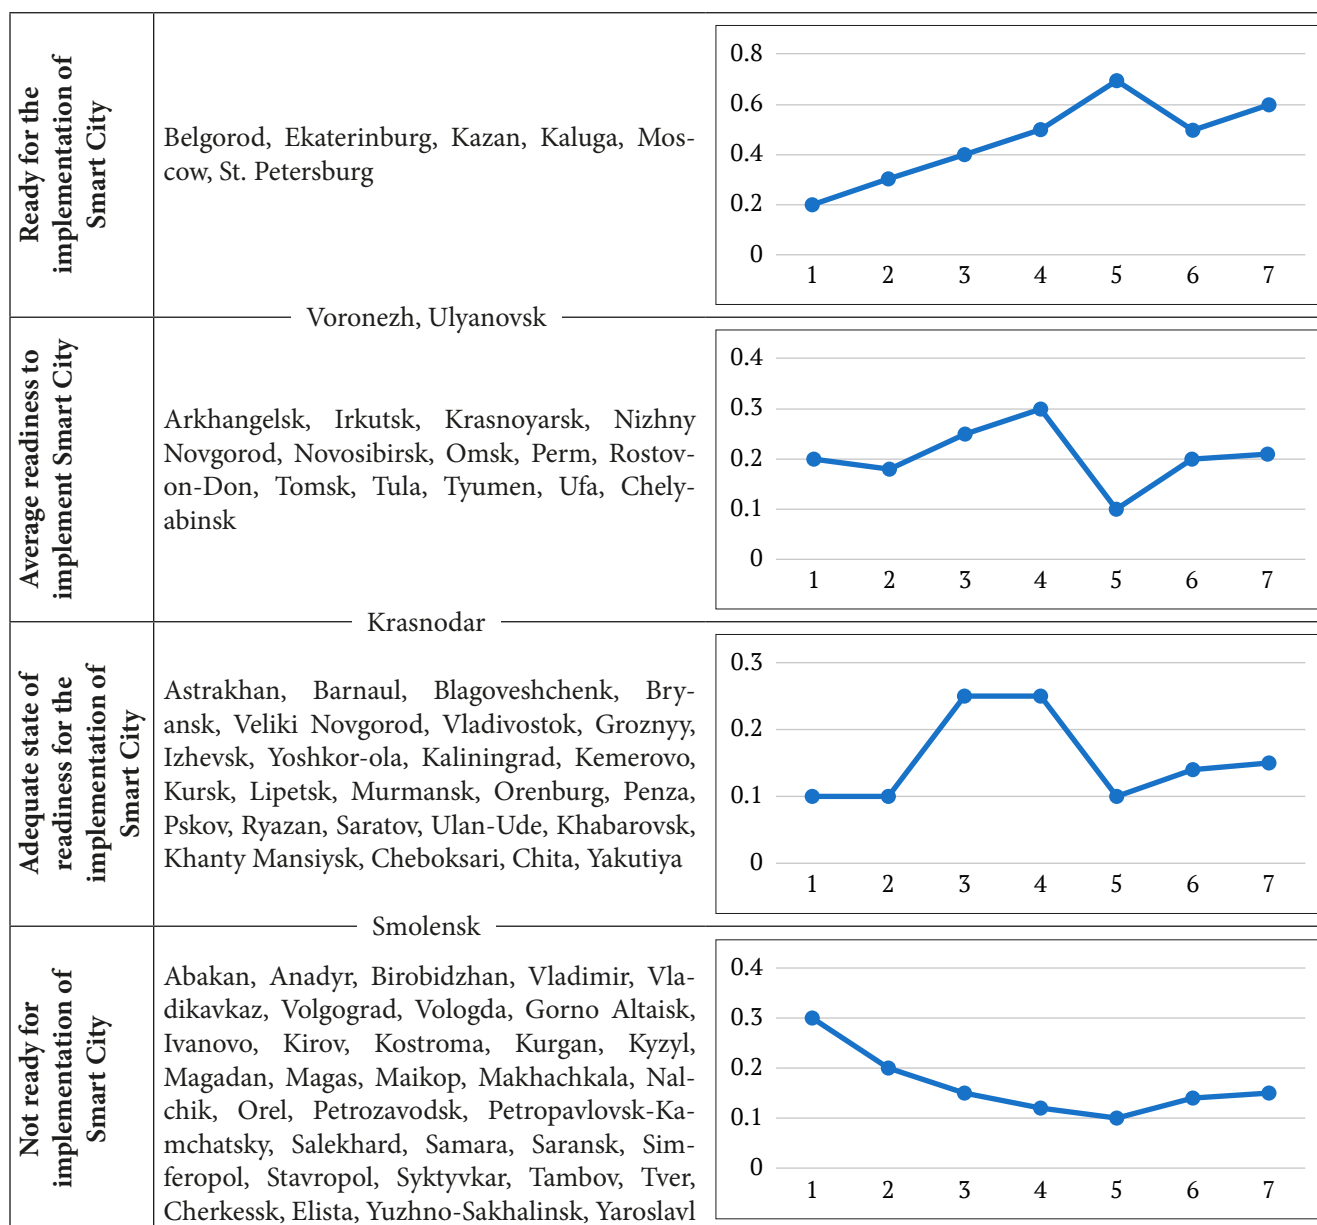 Ready for the
implementation of
Smart City
Belgorod, Ekaterinburg, Kazan, Kaluga, Mos-
cow, St. Petersburg
0.8
0.6
0.4
0.2
0
1 2 3 4 5 6 7
Voronezh, Ulyanovsk
Average readiness to
implement Smart City
Arkhangelsk, Irkutsk, Krasnoyarsk, Nizhny
Novgorod, Novosibirsk, Omsk, Perm, Rostov-
on-Don, Tomsk, Tula, Tyumen, Ufa, Chely-
abinsk
0.4
0.3
0.2
0.1
0
1 2 3 4 5 6 7
Krasnodar
Adequate state of
readiness for the
implementation of
Smart City
Astrakhan, Barnaul, Blagoveshchenk, Bry-
ansk, Veliki Novgorod, Vladivostok, Groznyy,
Izhevsk, Yoshkor-ola, Kaliningrad, Kemerovo,
Kursk, Lipetsk, Murmansk, Orenburg, Penza,
Pskov, Ryazan, Saratov, Ulan-Ude, Khabarovsk,
Khanty Mansiysk, Cheboksari, Chita, Yakutiya
0.3
0.2
0.1
0
1 2 3 4 5 6 7
Smolensk
Not ready for
implementation of
Smart City
Abakan, Anadyr, Birobidzhan, Vladimir, Vla-
dikavkaz, Volgograd, Vologda, Gorno Altaisk,
Ivanovo, Kirov, Kostroma, Kurgan, Kyzyl,
Magadan, Magas, Maikop, Makhachkala, Nal-
chik, Orel, Petrozavodsk, Petropavlovsk-Ka-
mchatsky, Salekhard, Samara, Saransk, Sim-
feropol, Stavropol, Syktyvkar, Tambov, Tver,
Cherkessk, Elista, Yuzhno-Sakhalinsk, Yaroslavl
0.4
0.3
0.2
0.1
0
1 2 3 4 5 6 7